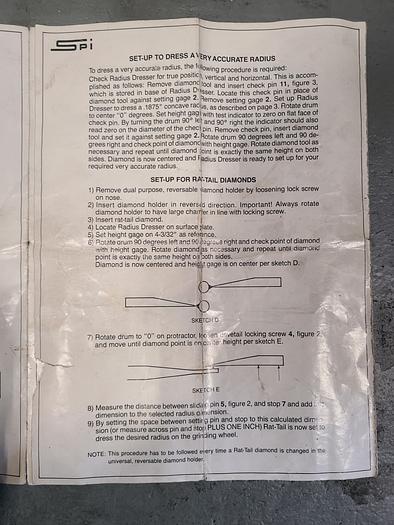 SPi
SET-UP TO DRESS A VERY ACCURATE RADIUS
To dress a very accurate radius, the following procedure is required:
Check Radius Dresser for true position, vertical and horizontal. This is accom-
plished as follows: Remove diamond tool and insert check pin 11, figure 3,
which is stored in base of Radius Dresser. Locate this check pin in place of
diamond tool against setting gage 2. Remove setting gage 2. Set up Radius
Dresser to dress a .1875" concave radius, as described on page 3. Rotate drum
to center "0" degrees. Set height gage with test indicator to zero on flat face of
check pin. By turning the drum 90° left and 90° right the indicator should also
read zero on the diameter of the check pin. Remove check pin, insert diamond
tool and set it against setting gage 2. Rotate drum 90 degrees left and 90 de-
grees right and check point of diamond with height gage. Rotate diamond tool as
necessary and repeat until diamond point is exactly the same height on both
sides. Diamond is now centered and Radius Dresser is ready to set up for your
required very accurate radius.
SET-UP FOR RAT-TAIL DIAMONDS
1) Remove dual purpose, reversable diamond holder by loosening lock screw
on nose.
2) Insert diamond holder in reversed direction. Important! Always rotate
diamond holder to have large chamfer in line with locking screw.
3) Insert rat-tail diamond.
4) Locate Radius Dresser on surface plate.
5) Set height gage on 4-3/32" as reference.
6) Rotate drum 90 degrees left and 90 degrees right and check point of diamond
with height gage. Rotate diamond as necessary and repeat until diamond
point is exactly the same height on both sides.
Diamond is now centered and height gage is on center per sketch D.
SKETCH D
7) Rotate drum to "0" on protractor, loosen dovetail locking screw 4, figure 2,
and move until diamond point is on center height per sketch E.
SKETCH E
8) Measure the distance between sliding pin 5, figure 2, and stop 7 and add this
dimension to the selected radius dimension.
9) By setting the space between setting pin and stop to this calculated dimen-
sion (or measure across pin and stop PLUS ONE INCH) Rat-Tail is now set to
dress the desired radius on the grinding wheel.
NOTE: This procedure has to be followed every time a Rat-Tail diamond is changed in the
universal, reversable diamond holder.